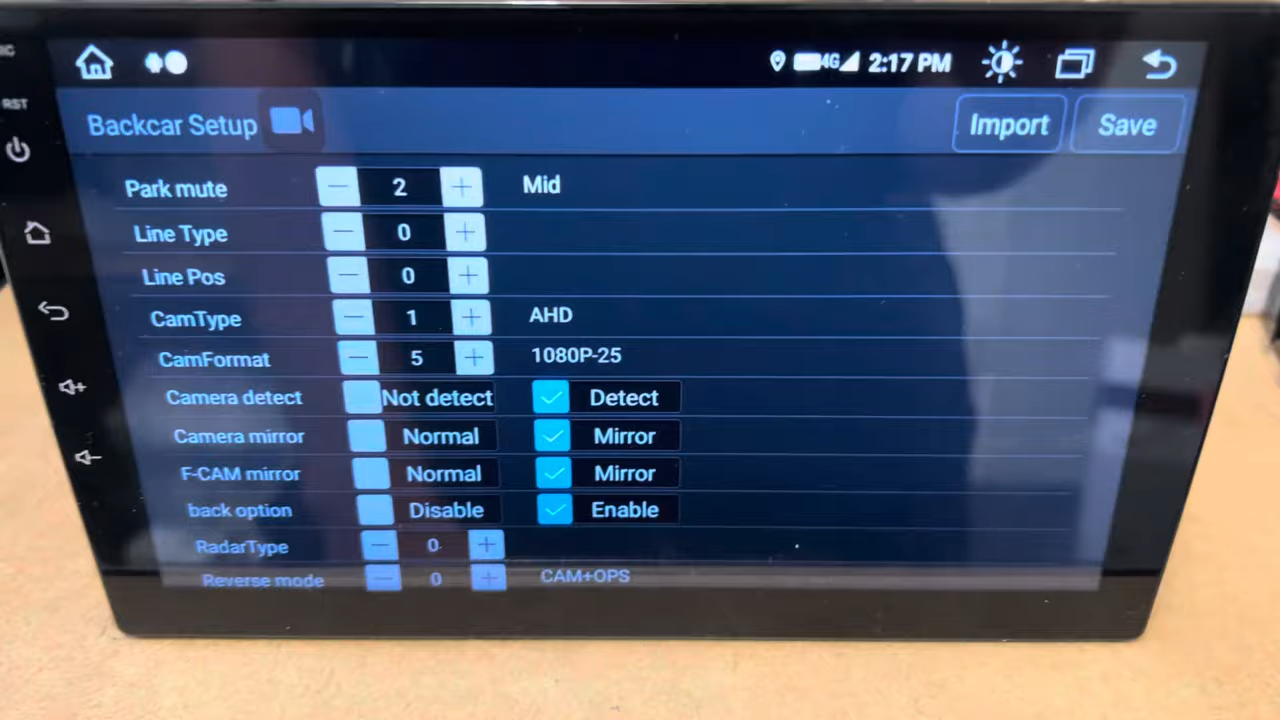 4G 2:17 PM
RST
Backcar Setup Import Save
Park mute 2 Mid
Line Type 0
Line Pos 0
CamType 1 AHD
CamFormat 5 1080P-25
Camera detect Not detect Detect
Camera mirror Normal Mirror
F-CAM mirror Normal Mirror
back option Disable Enable
RadarType 0
Reverse mode 0 CAM+OPS